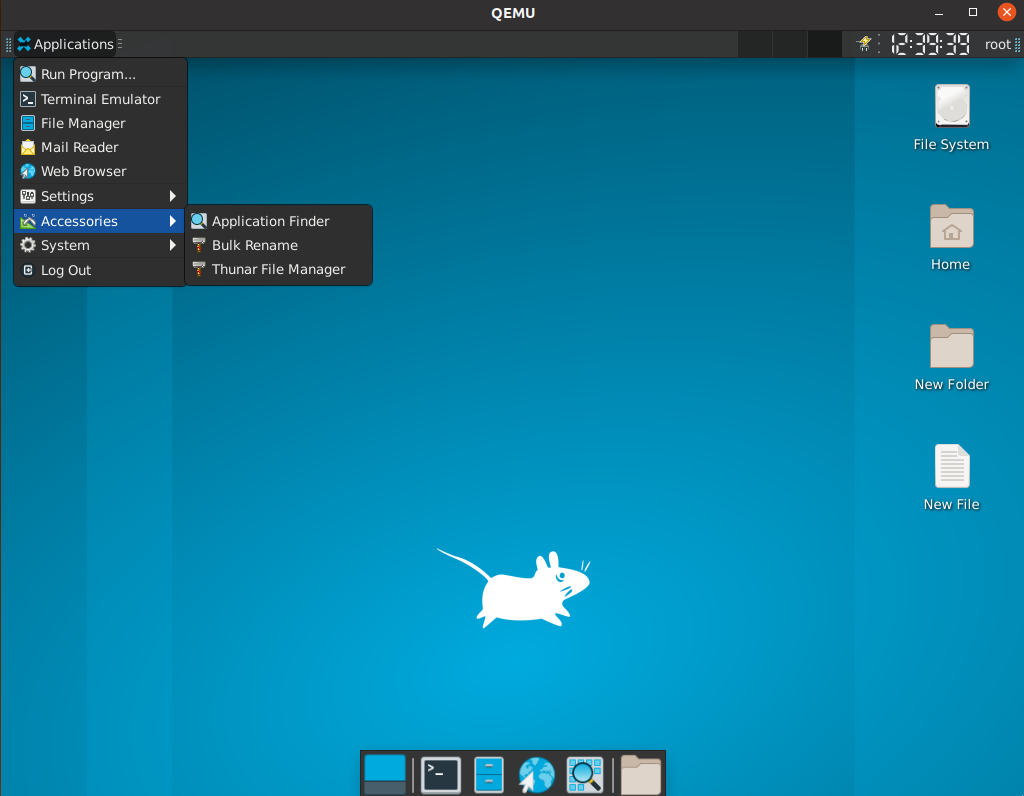 QEMU
Applications
12:39:39
root
Run Program...
Terminal Emulator
File Manager
Mail Reader
Web Browser
Settings
Accessories
System
Log Out
Application Finder
Bulk Rename
Thunar File Manager
File System
Home
New Folder
New File